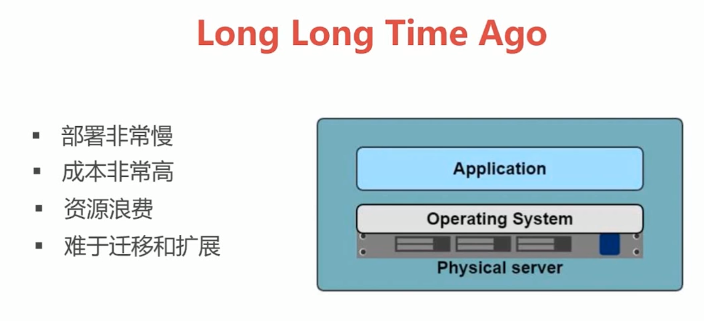 Long Long Time Ago
▪ 部署非常慢
▪ 成本非常高
▪ 资源浪费
▪ 难于迁移和扩展
Application
Operating System
Physical server